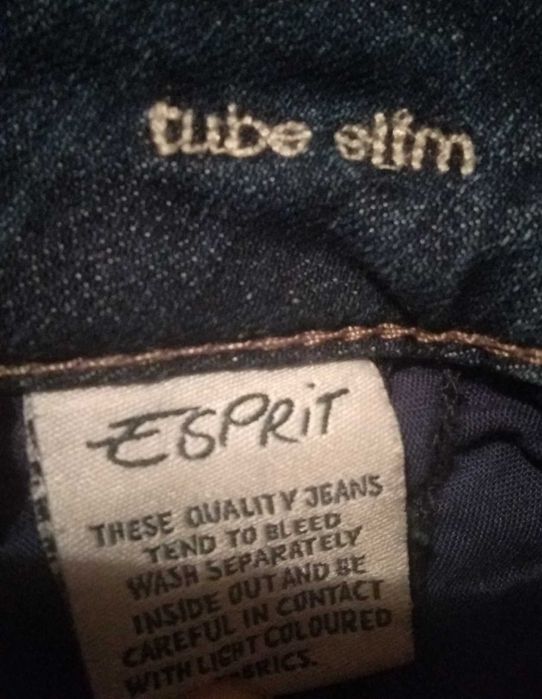 tube slim
ESPRIT
THESE QUALITY JEANS
TEND TO BLEED
WASH SEPARATELY
INSIDE OUT AND BE
CAREFUL IN CONTACT
WITH LIGHT COLOURED
FABRICS.